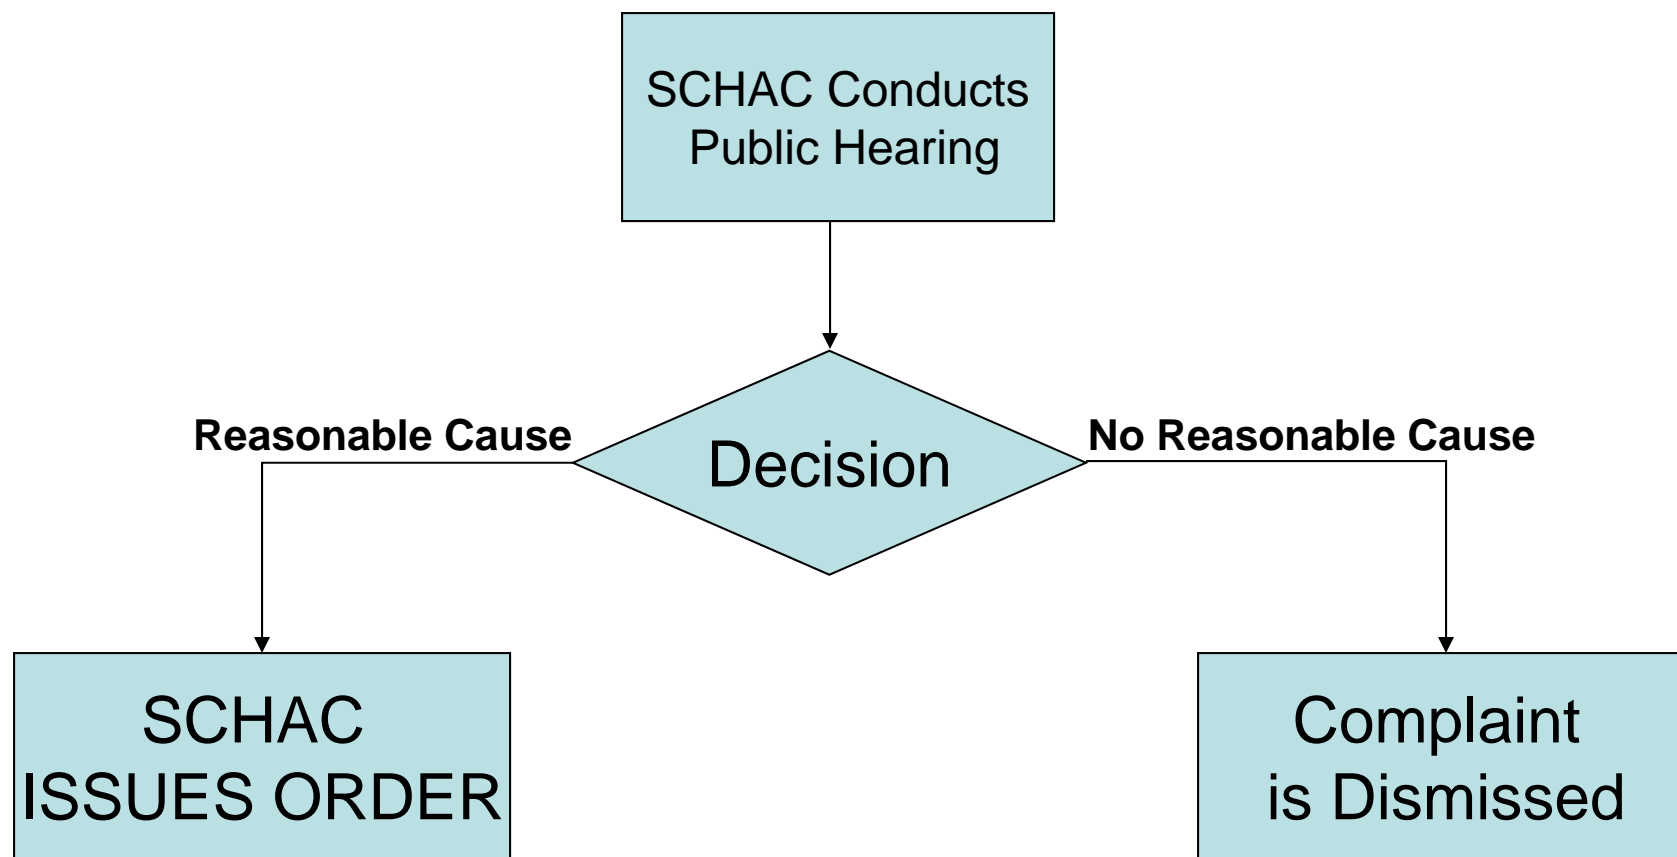 SCHAC Conducts
Public Hearing
Reasonable Cause
Decision
No Reasonable Cause
SCHAC
ISSUES ORDER
Complaint
is Dismissed